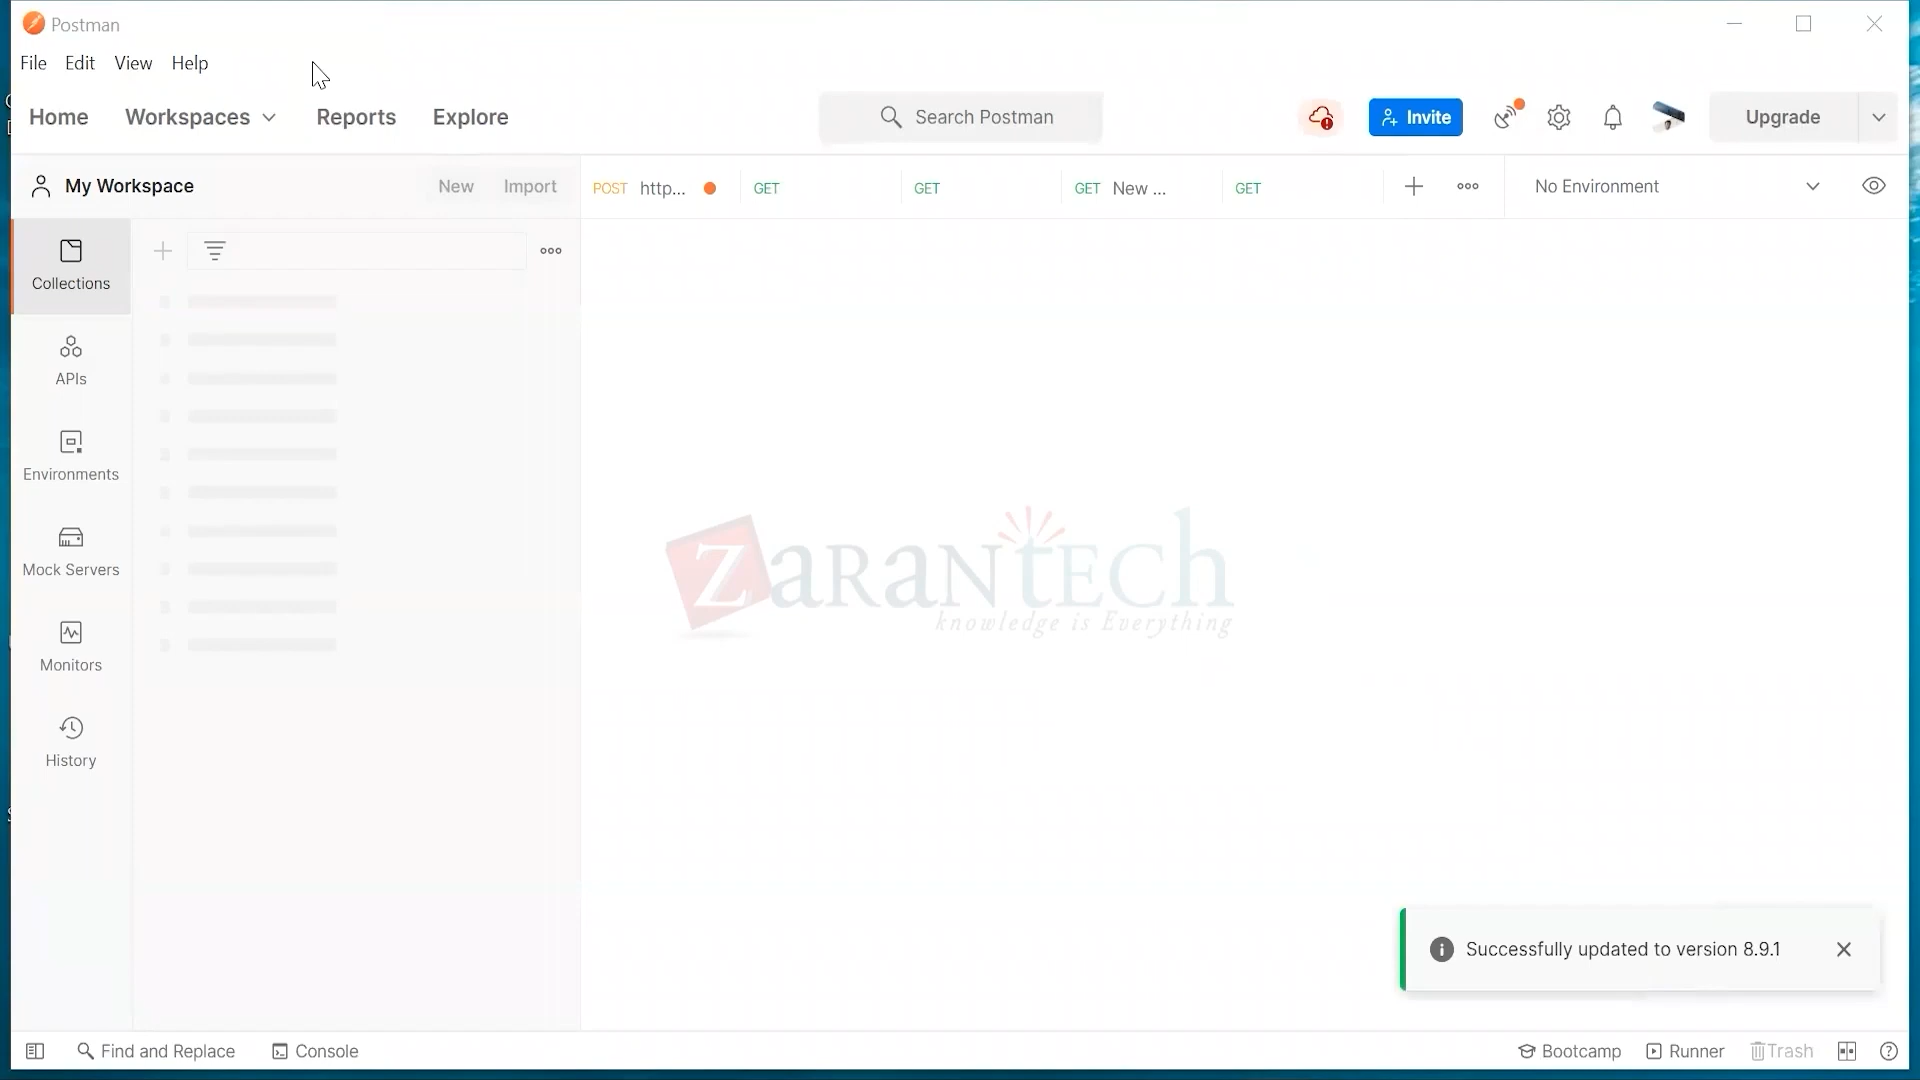 Postman
File Edit View Help
Home Workspaces Reports Explore Search Postman Invite Upgrade
My Workspace New Import POST http... GET GET GET New ... GET No Environment
Collections
APIs
Environments
Mock Servers
Monitors
History
ZaranTech
knowledge is Everything
Successfully updated to version 8.9.1
Find and Replace Console Bootcamp Runner Trash